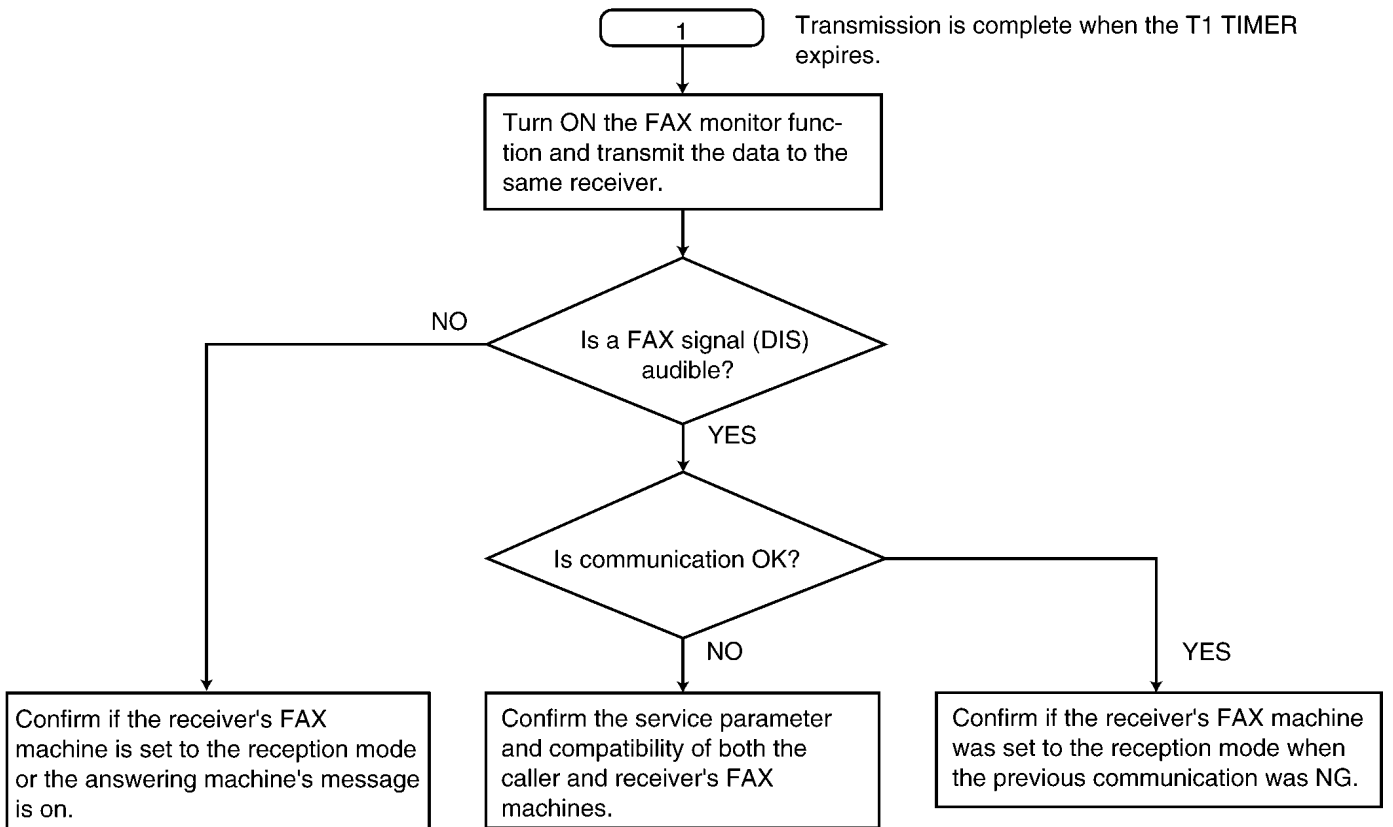 1
Transmission is complete when the T1 TIMER
expires.
Turn ON the FAX monitor func-
tion and transmit the data to the
same receiver.
NO
Is a FAX signal (DIS)
audible?
YES
Is communication OK?
NO
YES
Confirm if the receiver's FAX
machine is set to the reception mode
or the answering machine's message
is on.
Confirm the service parameter
and compatibility of both the
caller and receiver's FAX
machines.
Confirm if the receiver's FAX machine
was set to the reception mode when
the previous communication was NG.